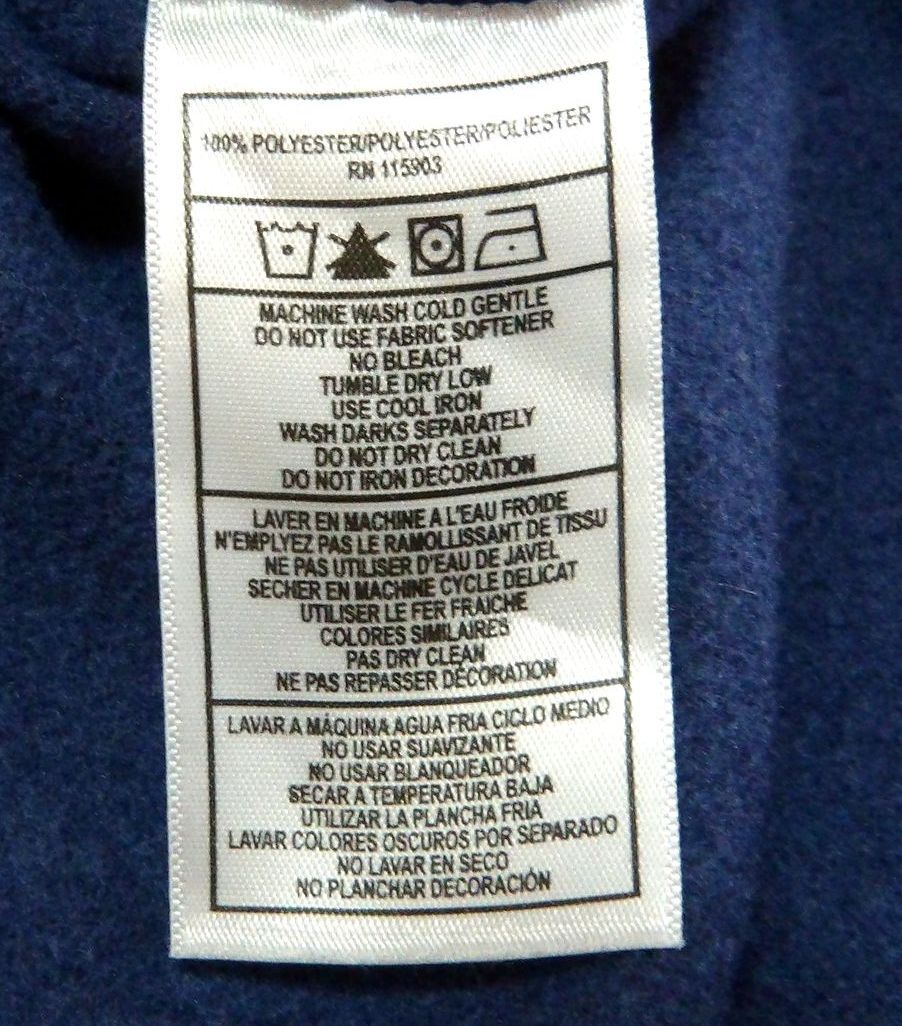 100% POLYESTER/POLYESTER/POLIESTER
RN 115903
MACHINE WASH COLD GENTLE
DO NOT USE FABRIC SOFTENER
NO BLEACH
TUMBLE DRY LOW
USE COOL IRON
WASH DARKS SEPARATELY
DO NOT DRY CLEAN
DO NOT IRON DECORATION
LAVER EN MACHINE A L'EAU FROIDE
N'EMPLYEZ PAS LE RAMOLLISSANT DE TISSU
NE PAS UTILISER D'EAU DE JAVEL
SECHER EN MACHINE CYCLE DELICAT
UTILISER LE FER FRAICHE
COLORES SIMILAIRES
PAS DRY CLEAN
NE PAS REPASSER DÉCORATION
LAVAR A MÁQUINA AGUA FRIA CICLO MEDIO
NO USAR SUAVIZANTE
NO USAR BLANQUEADOR
SECAR A TEMPERATURA BAJA
UTILIZAR LA PLANCHA FRIA
LAVAR COLORES OSCUROS POR SEPARADO
NO LAVAR EN SECO
NO PLANCHAR DECORACIÓN